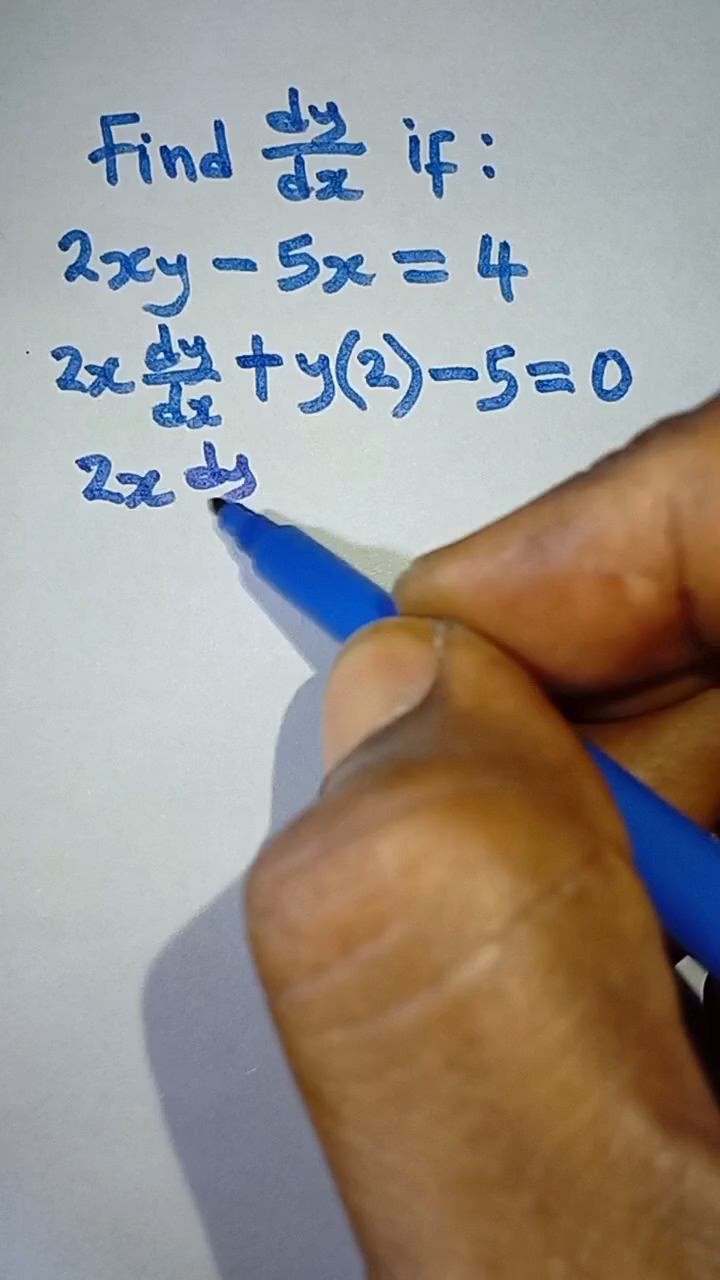 Find dy/dx if:
2xy - 5x = 4
2x dy/dx + y(2) - 5 = 0
2x dy